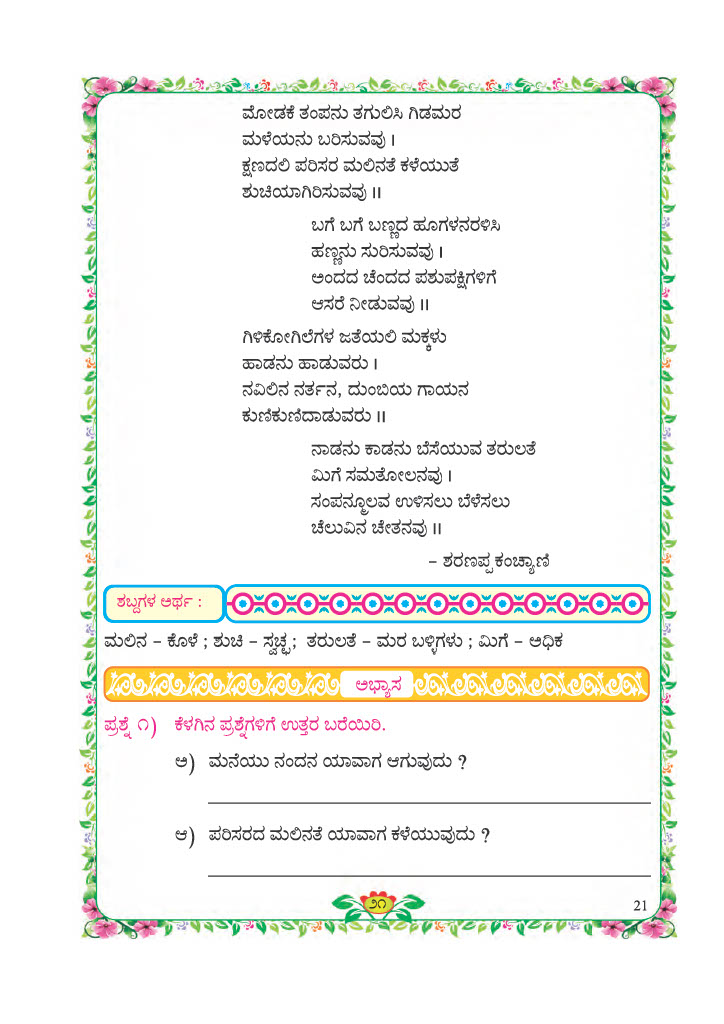 ಮೋಡಕೆ ತಂಪನು ತಗುಲಿಸಿ ಗಿಡಮರ
ಮಳೆಯನು ಬರಿಸುವವು ।
ಕ್ಷಣದಲಿ ಪರಿಸರ ಮಲಿನತೆ ಕಳೆಯುತೆ
ಶುಚಿಯಾಗಿರಿಸುವವು ॥
ಬಗೆ ಬಗೆ ಬಣ್ಣದ ಹೂಗಳನರಳಿಸಿ
ಹಣ್ಣನು ಸುರಿಸುವವು ।
ಅಂದದ ಚೆಂದದ ಪಶುಪಕ್ಷಿಗಳಿಗೆ
ಆಸರೆ ನೀಡುವವು ॥
ಗಿಳಿಕೋಗಿಲೆಗಳ ಜತೆಯಲಿ ಮಕ್ಕಳು
ಹಾಡನು ಹಾಡುವರು ।
ನವಿಲಿನ ನರ್ತನ, ದುಂಬಿಯ ಗಾಯನ
ಕುಣಿಕುಣಿದಾಡುವರು ॥
ನಾಡನು ಕಾಡನು ಬೆಸೆಯುವ ತರುಲತೆ
ಮಿಗೆ ಸಮತೋಲನವು ।
ಸಂಪನ್ಮೂಲವ ಉಳಿಸಲು ಬೆಳೆಸಲು
ಚೆಲುವಿನ ಚೇತನವು ॥
– ಶರಣಪ್ಪ ಕಂಚ್ಯಾಣಿ
ಶಬ್ದಗಳ ಅರ್ಥ :
ಮಲಿನ – ಕೊಳೆ ; ಶುಚಿ – ಸ್ವಚ್ಛ ; ತರುಲತೆ – ಮರ ಬಳ್ಳಿಗಳು ; ಮಿಗೆ – ಅಧಿಕ
ಅಭ್ಯಾಸ
ಪ್ರಶ್ನೆ ೧) ಕೆಳಗಿನ ಪ್ರಶ್ನೆಗಳಿಗೆ ಉತ್ತರ ಬರೆಯಿರಿ.
ಅ) ಮನೆಯು ನಂದನ ಯಾವಾಗ ಆಗುವುದು ?
ಆ) ಪರಿಸರದ ಮಲಿನತೆ ಯಾವಾಗ ಕಳೆಯುವುದು ?
೨೧
21